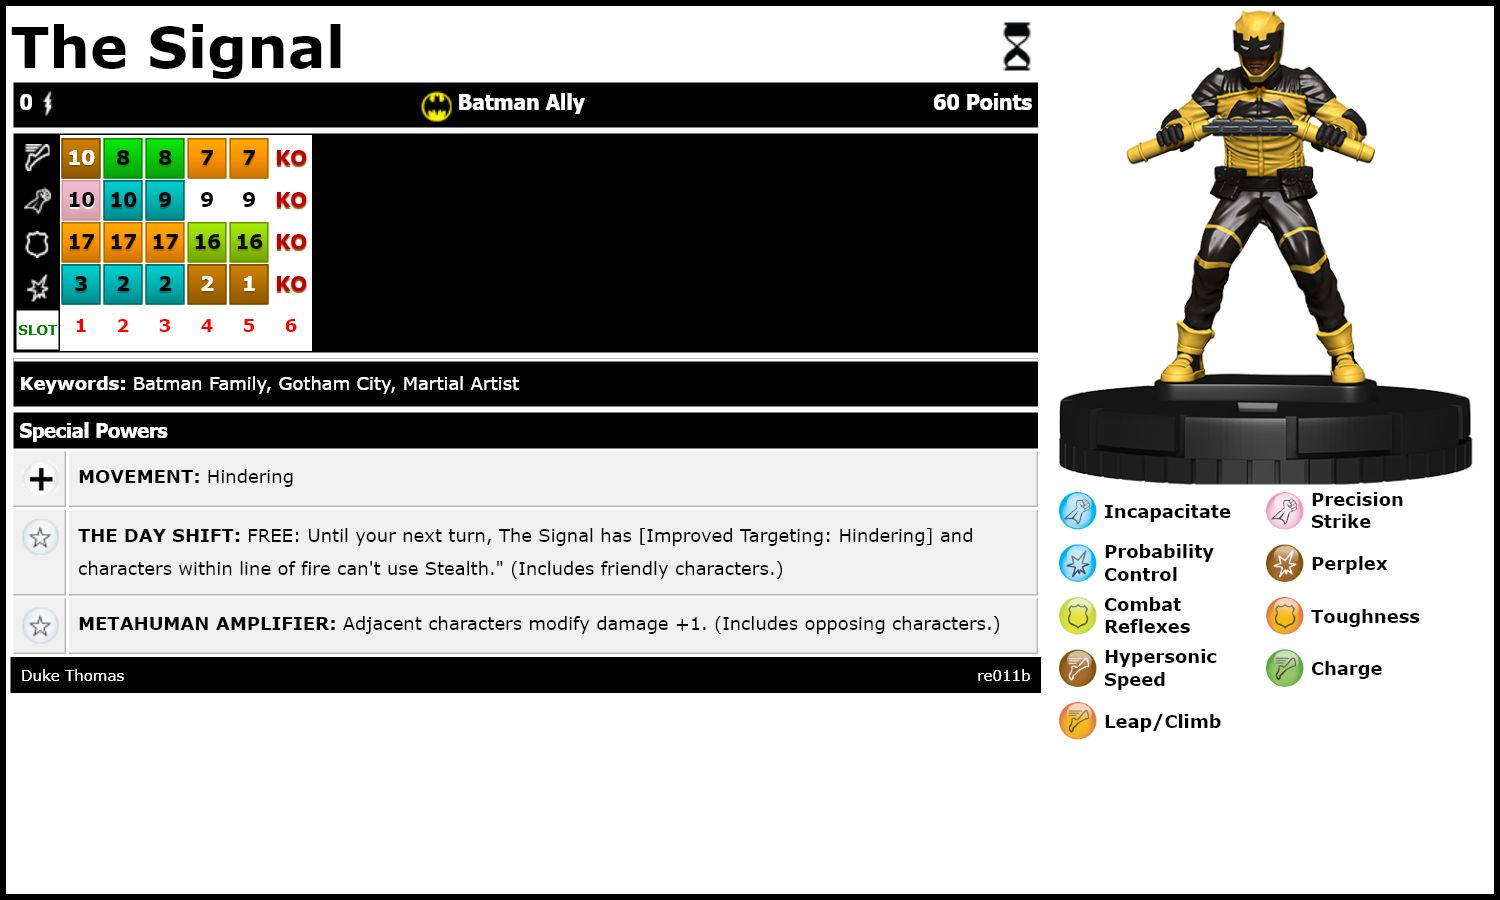 The Signal
0 Batman Ally 60 Points
10 8 8 7 7 KO
10 10 9 9 9 KO
17 17 17 16 16 KO
3 2 2 2 1 KO
SLOT 1 2 3 4 5 6
Keywords: Batman Family, Gotham City, Martial Artist
Special Powers
MOVEMENT: Hindering
THE DAY SHIFT: FREE: Until your next turn, The Signal has [Improved Targeting: Hindering] and
characters within line of fire can't use Stealth." (Includes friendly characters.)
METAHUMAN AMPLIFIER: Adjacent characters modify damage +1. (Includes opposing characters.)
Duke Thomas re011b
Incapacitate
Precision
Strike
Probability
Control
Perplex
Combat
Reflexes
Toughness
Hypersonic
Speed
Charge
Leap/Climb